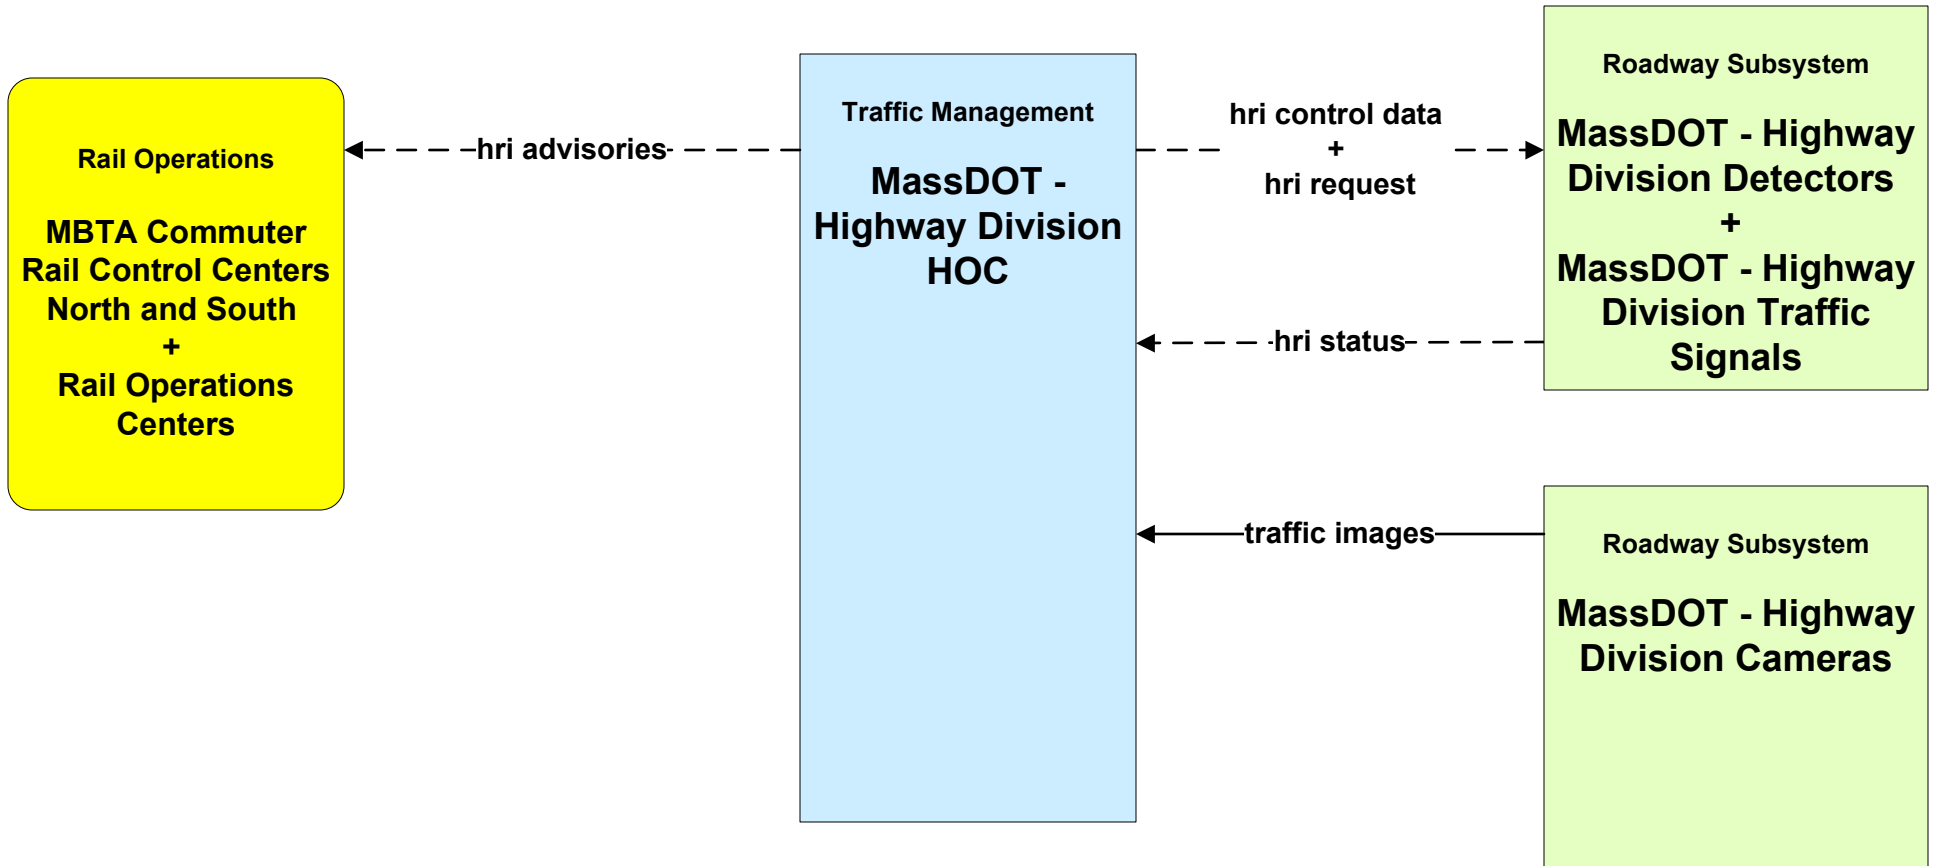 Rail Operations
MBTA Commuter
Rail Control Centers
North and South
+
Rail Operations
Centers
hri advisories
Traffic Management
MassDOT -
Highway Division
HOC
hri control data
+
hri request
hri status
traffic images
Roadway Subsystem
MassDOT - Highway
Division Detectors
+
MassDOT - Highway
Division Traffic
Signals
Roadway Subsystem
MassDOT - Highway
Division Cameras